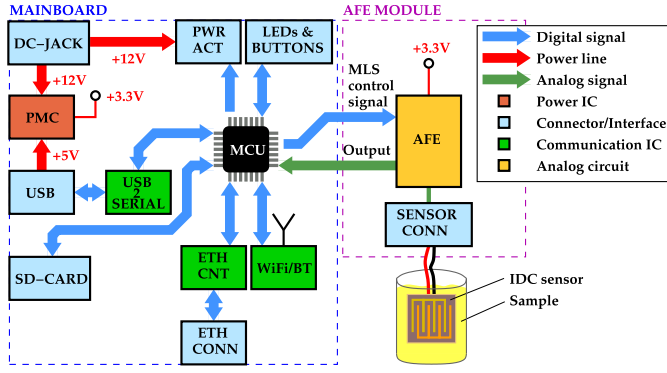 MAINBOARD
AFE MODULE
DC–JACK
+12V
PWR
ACT
LEDs &
BUTTONS
+12V
+3.3V
PMC
+5V
USB
USB
2
SERIAL
MCU
SD–CARD
ETH
CNT
WiFi/BT
ETH
CONN
+3.3V
MLS
control
signal
AFE
Output
SENSOR
CONN
IDC sensor
Sample
Digital signal
Power line
Analog signal
Power IC
Connector/Interface
Communication IC
Analog circuit